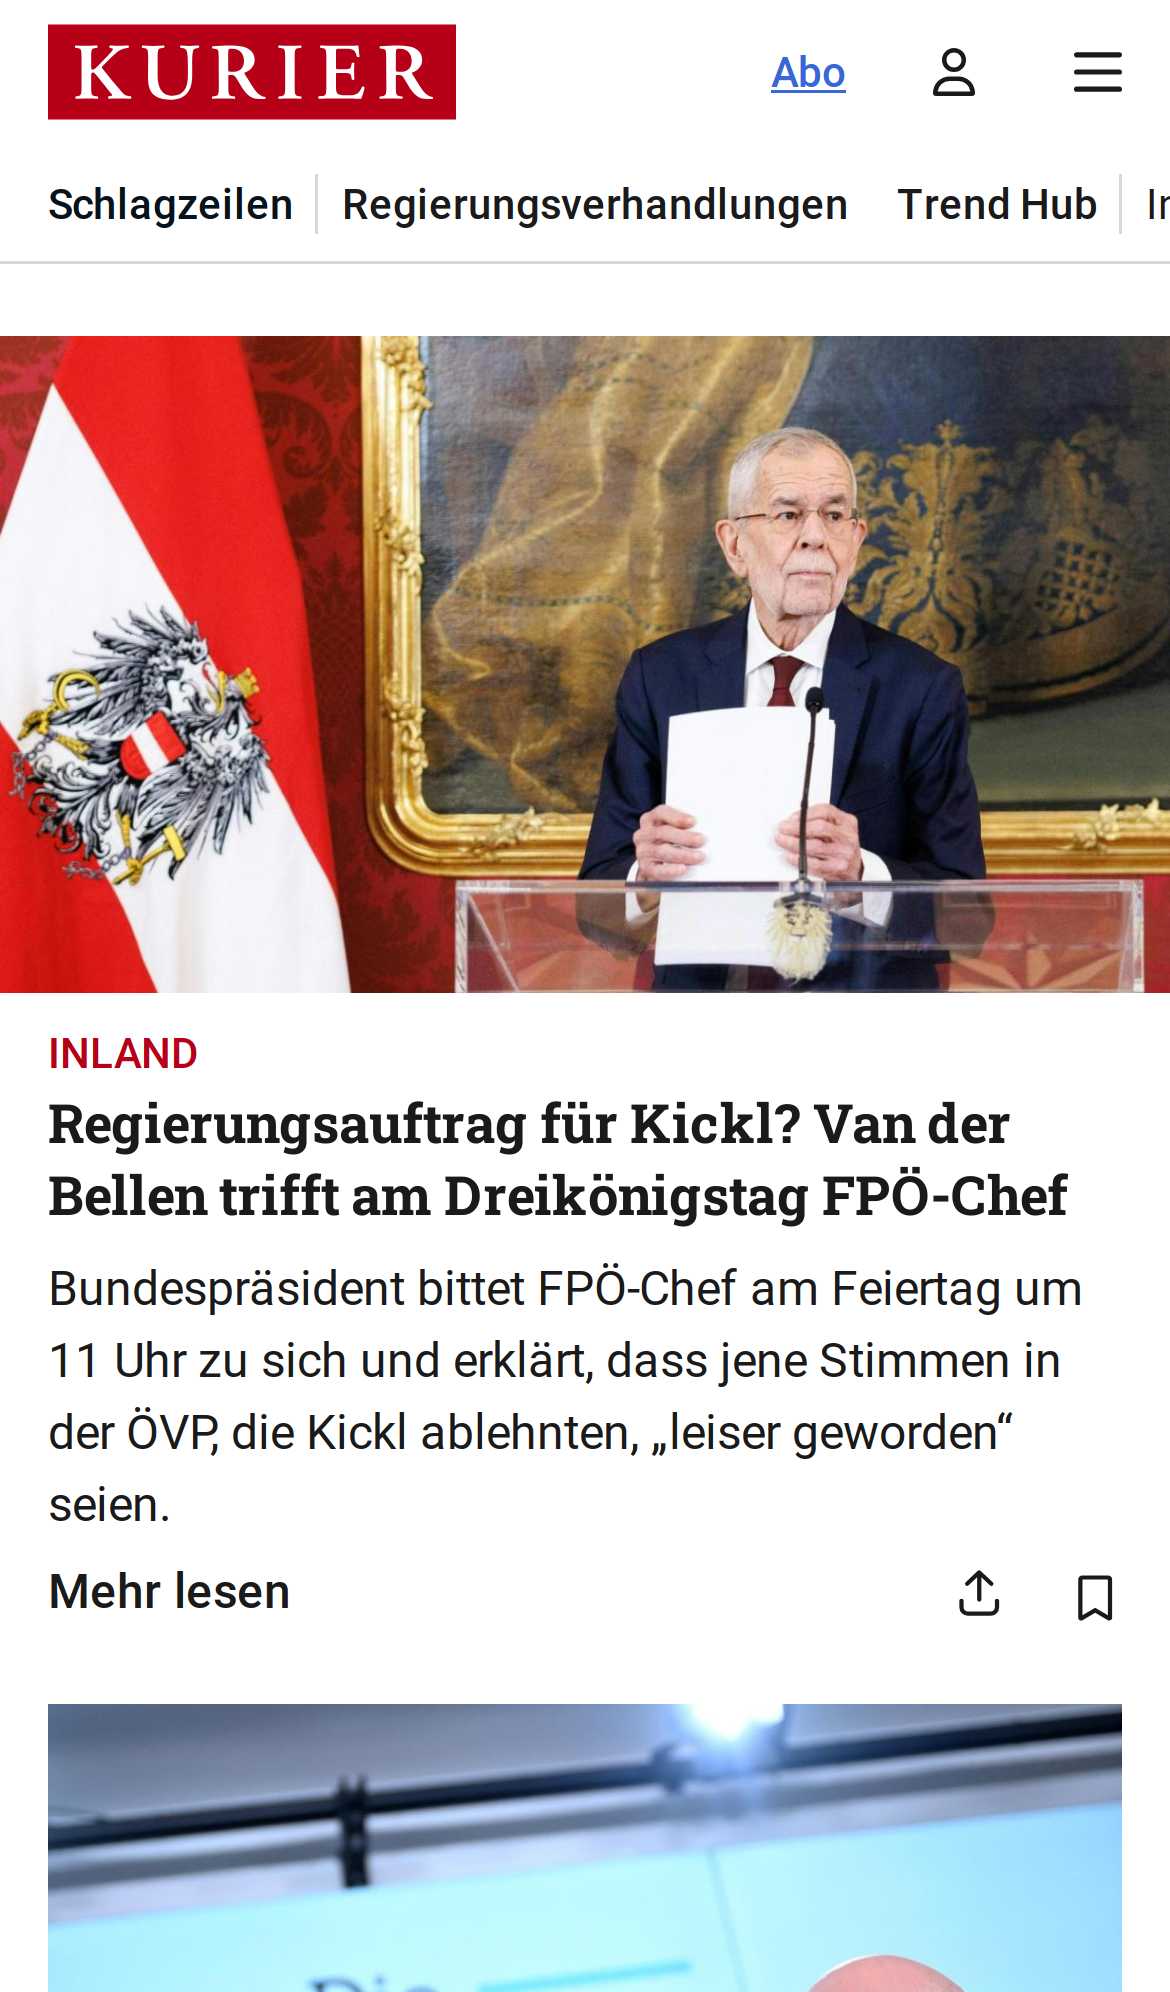 KURIER
Abo
Schlagzeilen
Regierungsverhandlungen
Trend Hub
INLAND
Regierungsauftrag für Kickl? Van der
Bellen trifft am Dreikönigstag FPÖ-Chef
Bundespräsident bittet FPÖ-Chef am Feiertag um
11 Uhr zu sich und erklärt, dass jene Stimmen in
der ÖVP, die Kickl ablehnten, „leiser geworden“
seien.
Mehr lesen